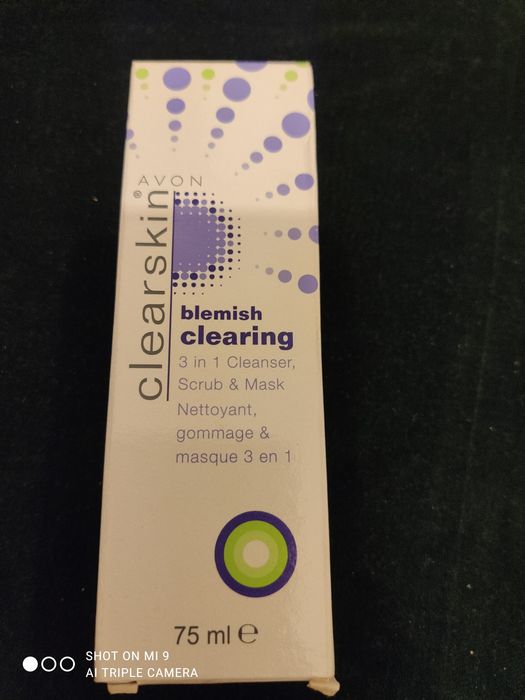 AVON
clearskin®
blemish
clearing
3 in 1 Cleanser,
Scrub & Mask
Nettoyant,
gommage &
masque 3 en 1
75 ml ℮
SHOT ON MI 9
AI TRIPLE CAMERA